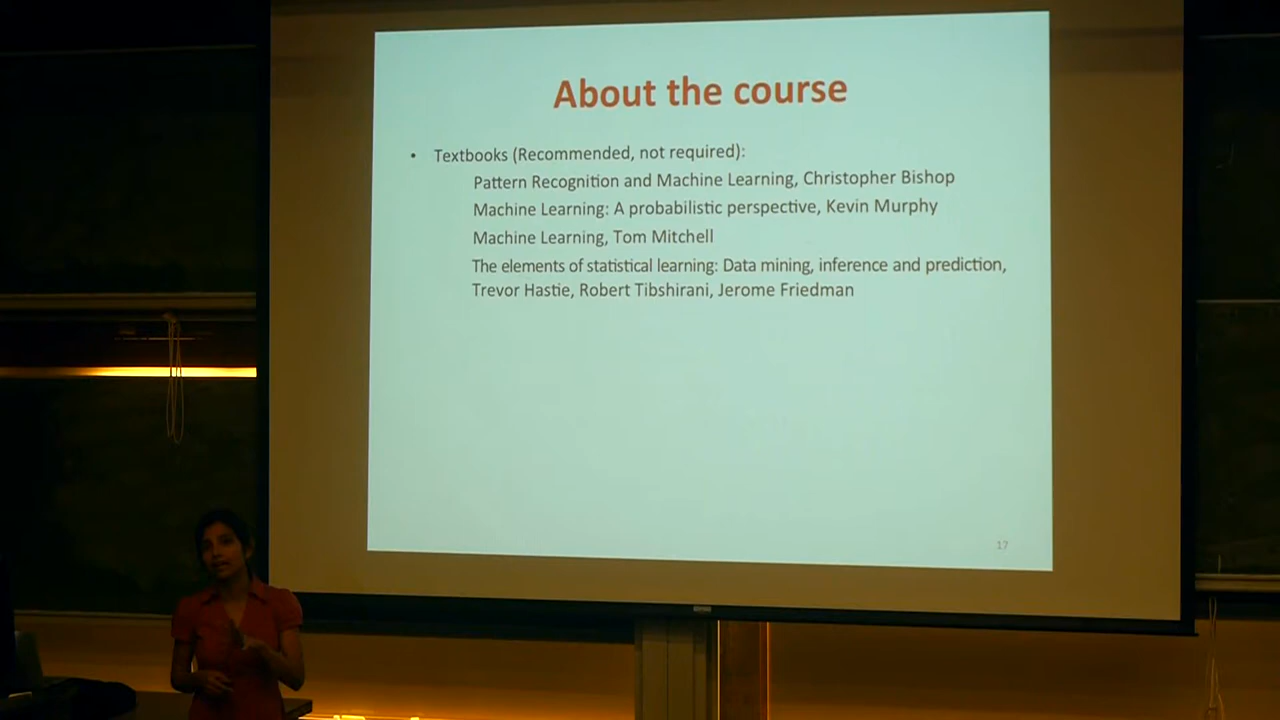 About the course
• Textbooks (Recommended, not required):
Pattern Recognition and Machine Learning, Christopher Bishop
Machine Learning: A probabilistic perspective, Kevin Murphy
Machine Learning, Tom Mitchell
The elements of statistical learning: Data mining, inference and prediction,
Trevor Hastie, Robert Tibshirani, Jerome Friedman
17